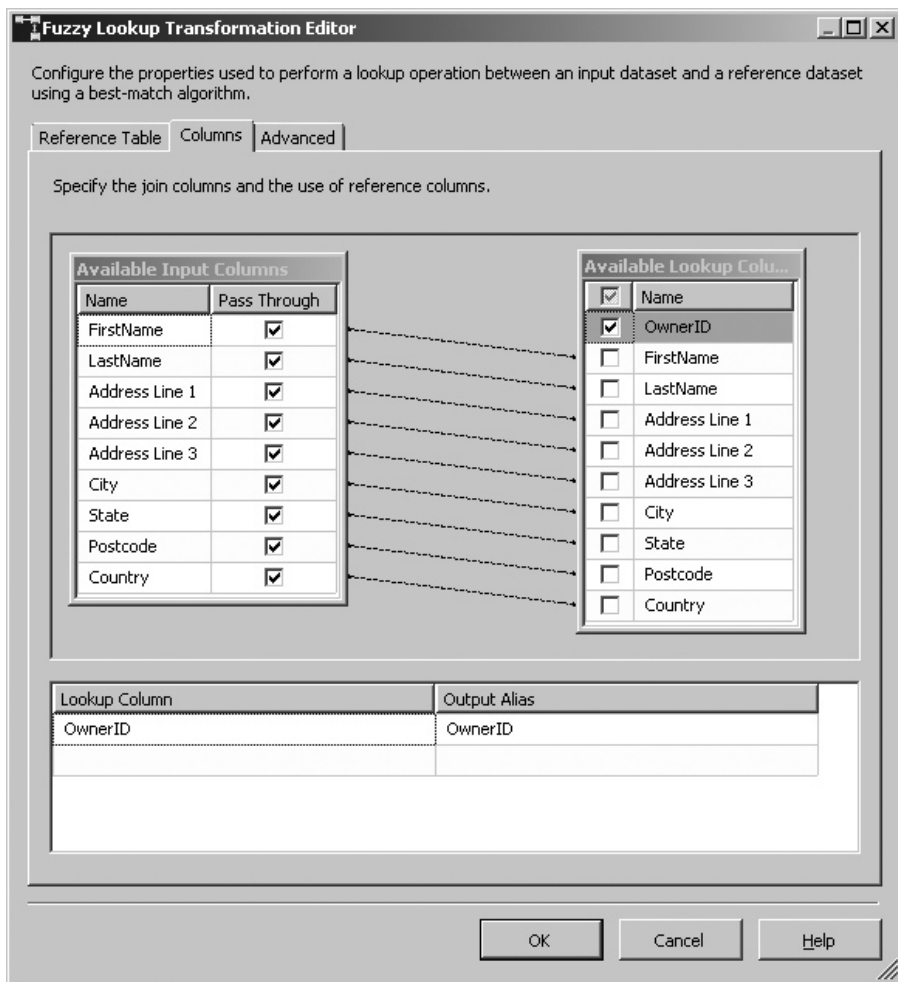 Fuzzy Lookup Transformation Editor
Configure the properties used to perform a lookup operation between an input dataset and a reference dataset
using a best-match algorithm.
Reference Table Columns Advanced
Specify the join columns and the use of reference columns.
Available Input Columns
Name Pass Through
FirstName
LastName
Address Line 1
Address Line 2
Address Line 3
City
State
Postcode
Country
Available Lookup Colu...
Name
OwnerID
FirstName
LastName
Address Line 1
Address Line 2
Address Line 3
City
State
Postcode
Country
Lookup Column Output Alias
OwnerID OwnerID
OK Cancel Help